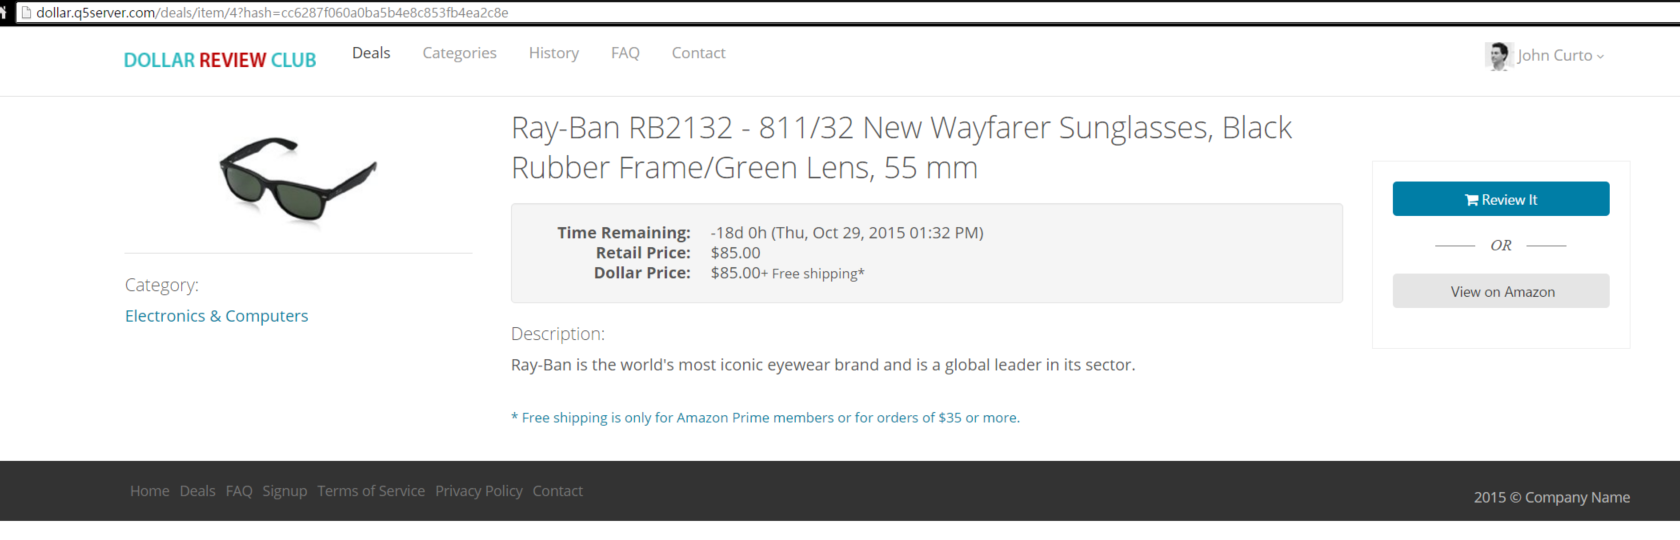 dollar.q5server.com/deals/item/4?hash=cc6287f060a0ba5b4e8c853fb4ea2c8e
DOLLAR REVIEW CLUB
Deals
Categories
History
FAQ
Contact
John Curto
Ray-Ban RB2132 - 811/32 New Wayfarer Sunglasses, Black
Rubber Frame/Green Lens, 55 mm
Time Remaining: -18d 0h (Thu, Oct 29, 2015 01:32 PM)
Retail Price: $85.00
Dollar Price: $85.00+ Free shipping*
Review It
OR
View on Amazon
Category:
Electronics & Computers
Description:
Ray-Ban is the world's most iconic eyewear brand and is a global leader in its sector.
* Free shipping is only for Amazon Prime members or for orders of $35 or more.
Home Deals FAQ Signup Terms of Service Privacy Policy Contact
2015 © Company Name